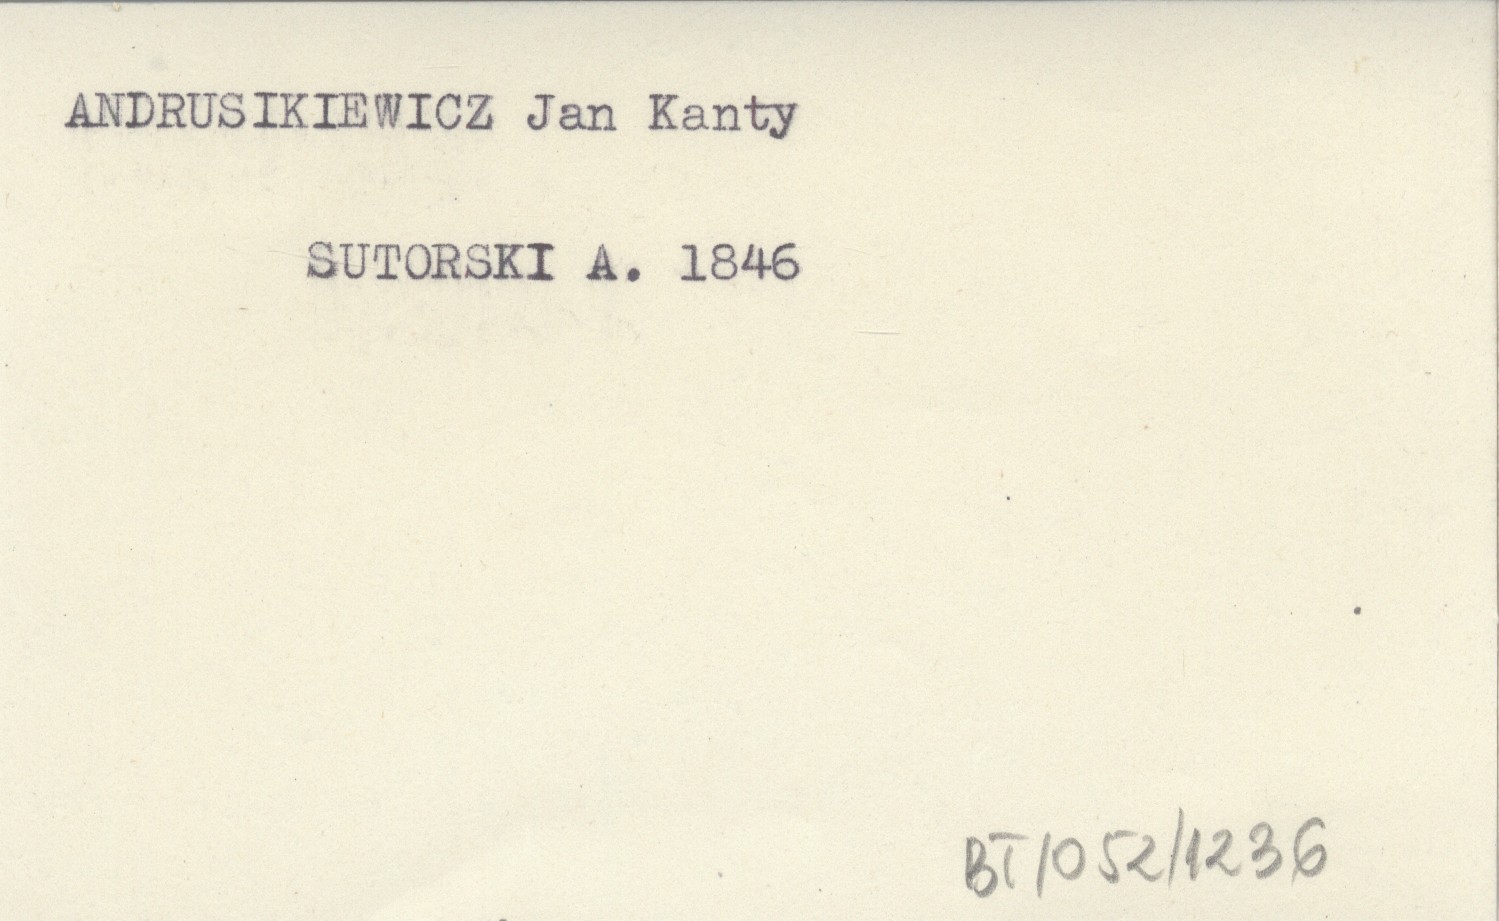 ANDRUSIKIEWICZ Jan Kanty
SUTORSKI A. 1846
BT/052/1236